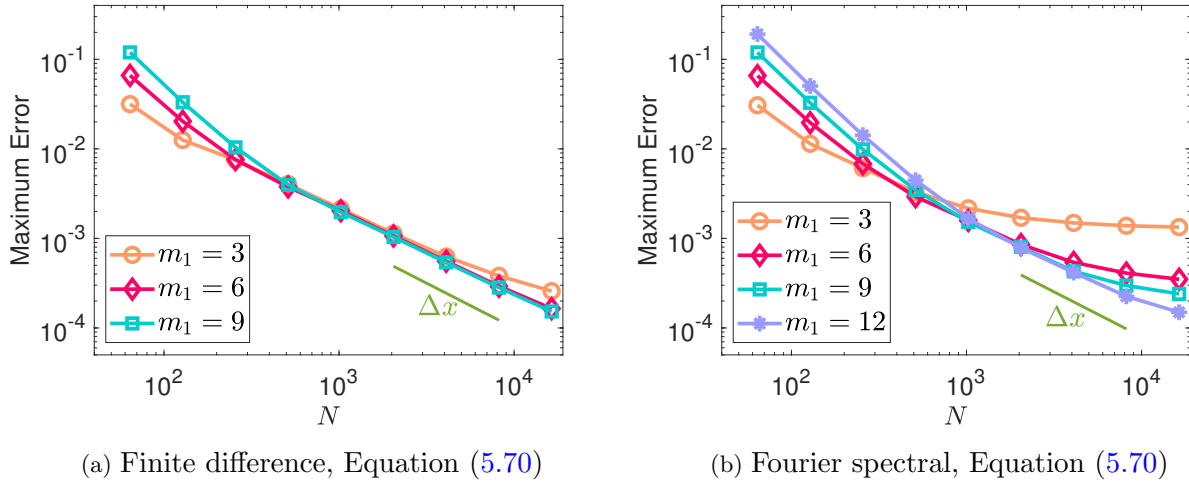 Maximum Error
10^{-1}
10^{-2}
10^{-3}
10^{-4}
m_1 = 3
m_1 = 6
m_1 = 9
Δx
10^2
10^3
10^4
N
(a) Finite difference, Equation (5.70)
Maximum Error
10^{-1}
10^{-2}
10^{-3}
10^{-4}
m_1 = 3
m_1 = 6
m_1 = 9
m_1 = 12
Δx
10^2
10^3
10^4
N
(b) Fourier spectral, Equation (5.70)